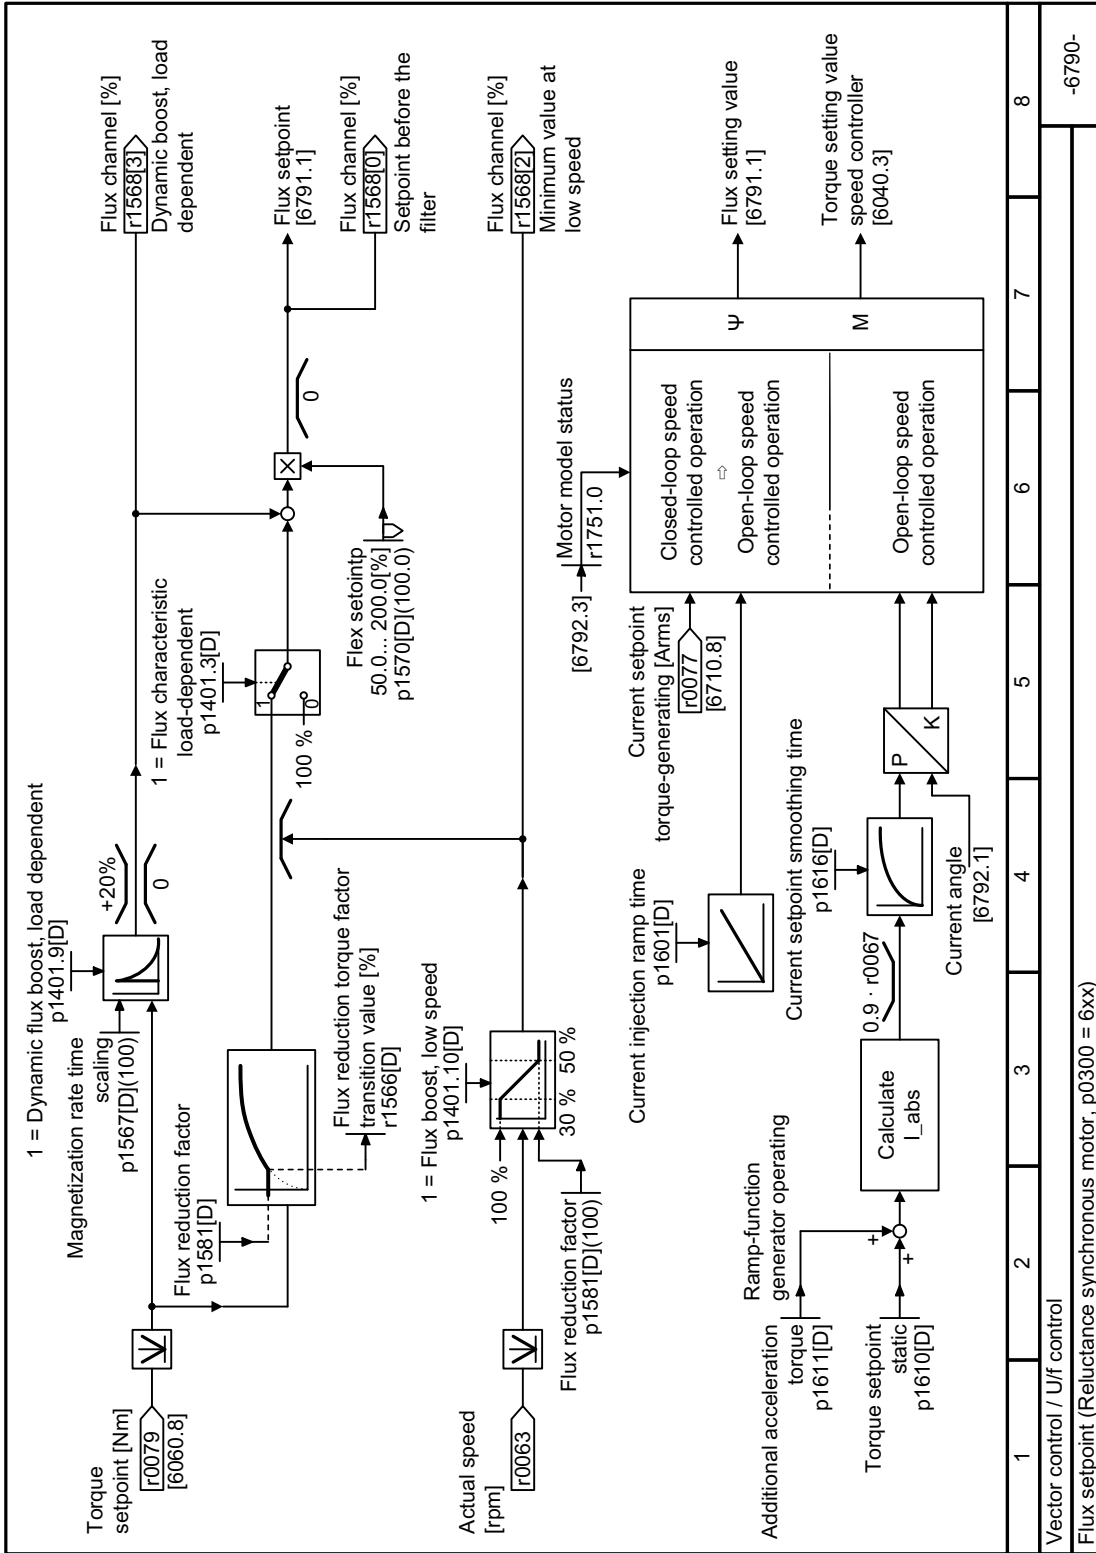 1 = Dynamic flux boost, load dependent
p1401.9[D]
Magnetization rate time
scaling
p1567[D](100)
+20%
0
Flux channel [%]
r1568[3]
Dynamic boost, load
dependent
Torque
setpoint [Nm]
r0079
[6060.8]
Flux reduction factor
p1581[D]
Flux reduction torque factor
transition value [%]
r1566[D]
1 = Flux characteristic
load-dependent
p1401.3[D]
1
0
100 %
Flex setointp
50.0... 200.0[%]
p1570[D](100.0)
X
0
Flux setpoint
[6791.1]
Flux channel [%]
r1568[0]
Setpoint before the
filter
Actual speed
[rpm]
r0063
1 = Flux boost, low speed
p1401.10[D]
100 %
30 %
50 %
Flux reduction factor
p1581[D](100)
Flux channel [%]
r1568[2]
Minimum value at
low speed
[6792.3]
Motor model status
r1751.0
Current setpoint
torque-generating [Arms]
r0077
[6710.8]
Current injection ramp time
p1601[D]
Closed-loop speed
controlled operation
⇨
Open-loop speed
controlled operation
Ψ
Flux setting value
[6791.1]
Open-loop speed
controlled operation
M
Torque setting value
speed controller
[6040.3]
Current setpoint smoothing time
p1616[D]
Ramp-function
generator operating
Additional acceleration
torque
p1611[D]
Torque setpoint
static
p1610[D]
+
+
Calculate
I_abs
0.9 · r0067
P
K
Current angle
[6792.1]
1
2
3
4
5
6
7
8
Vector control / U/f control
Flux setpoint (Reluctance synchronous motor, p0300 = 6xx)
-6790-